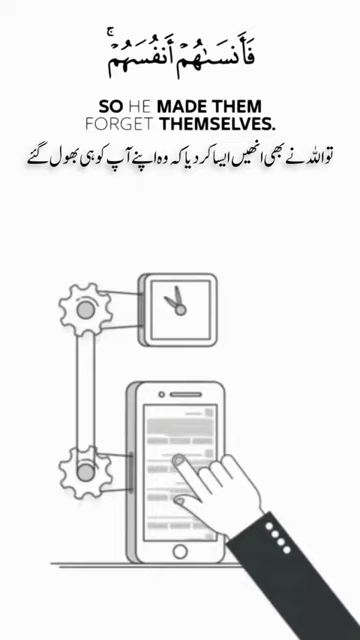 فَأَنسَىٰهُمْ أَنفُسَهُمْ ۚ
SO HE MADE THEM
FORGET THEMSELVES.
تو اللہ نے بھی انھیں ایسا کر دیا کہ وہ اپنے آپ کو ہی بھول گئے